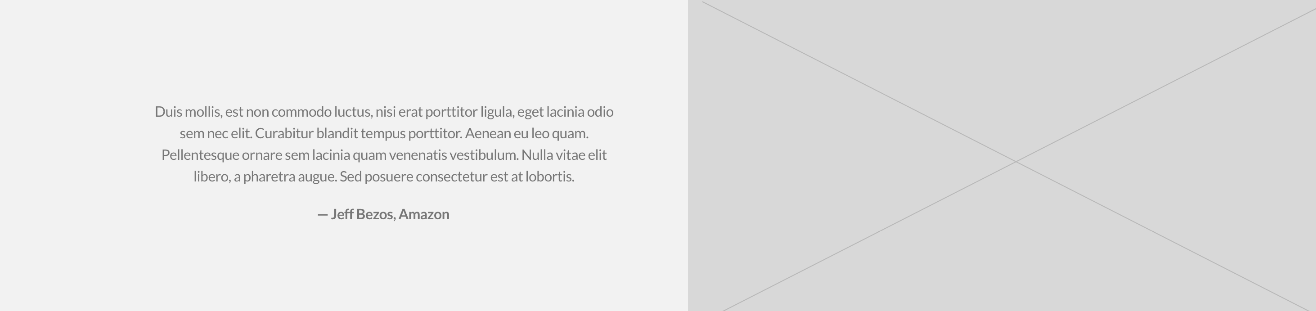 Duis mollis, est non commodo luctus, nisi erat porttitor ligula, eget lacinia odio
sem nec elit. Curabitur blandit tempus porttitor. Aenean eu leo quam.
Pellentesque ornare sem lacinia quam venenatis vestibulum. Nulla vitae elit
libero, a pharetra augue. Sed posuere consectetur est at lobortis.
— Jeff Bezos, Amazon